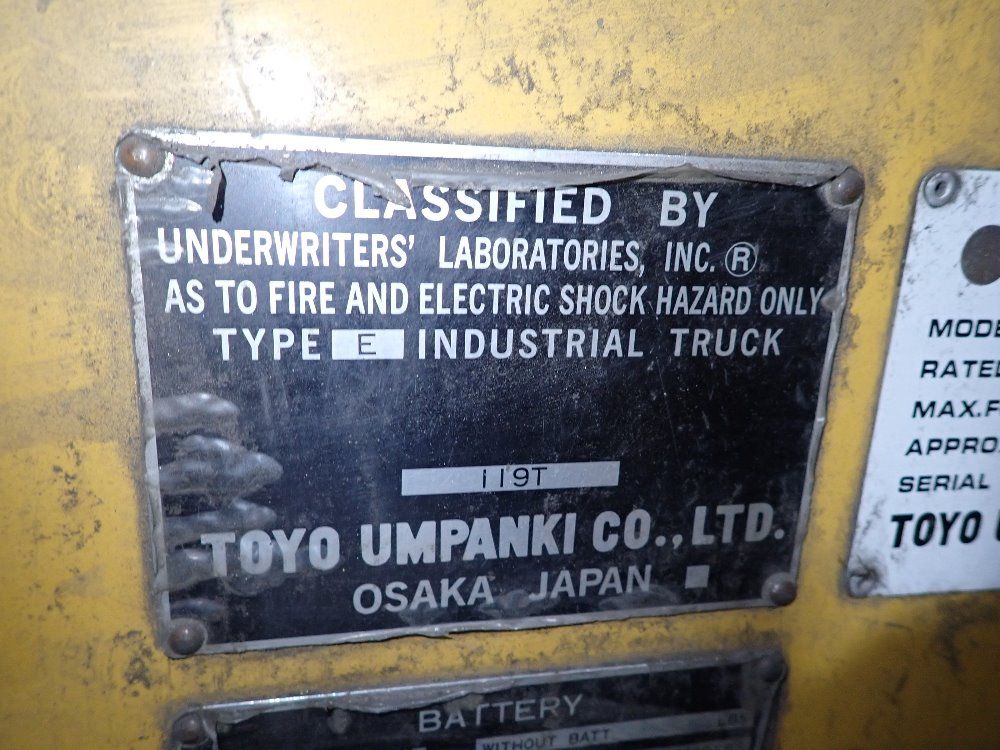 CLASSIFIED BY
UNDERWRITERS' LABORATORIES, INC.®
AS TO FIRE AND ELECTRIC SHOCK HAZARD ONLY
TYPE E INDUSTRIAL TRUCK
119T
TOYO UMPANKI CO., LTD.
OSAKA JAPAN
MODE
RATE
MAX.F
APPRO
SERIAL
TOYO
BATTERY
WITHOUT BATT